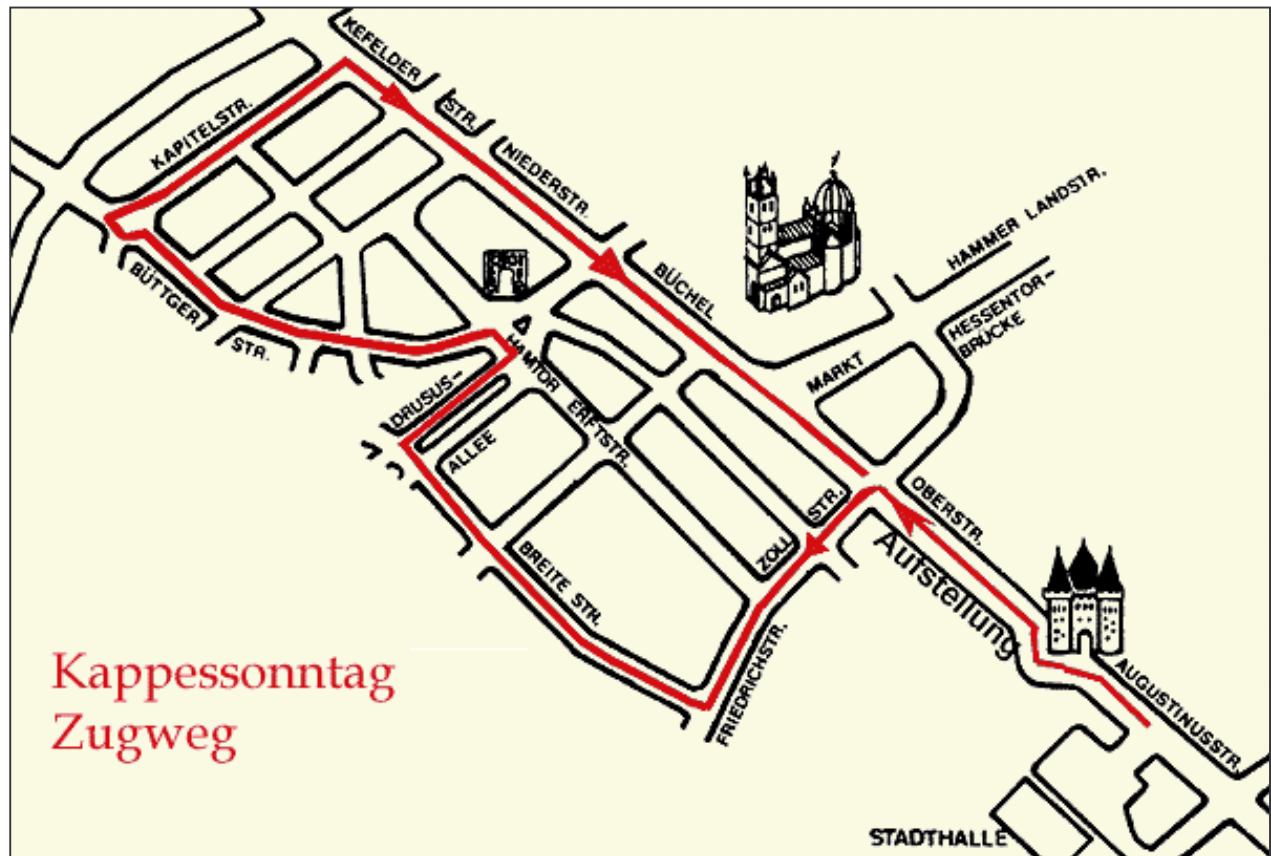 KEFELDER
STR.
NIEDERSTR.
KAPITELSTR.
BÜCHEL
HAMMER LANDSTR.
HESSENTOR-
BRÜCKE
MARKT
BÜTTGER
STR.
HAMTOR
DRUSUS-
ALLEE
ERFTSTR.
OBERSTR.
ZOLL
STR.
Aufstellung
BREITE STR.
FRIEDRICHSTR.
AUGUSTINUSSTR.
Kappessonntag
Zugweg
STADTHALLE